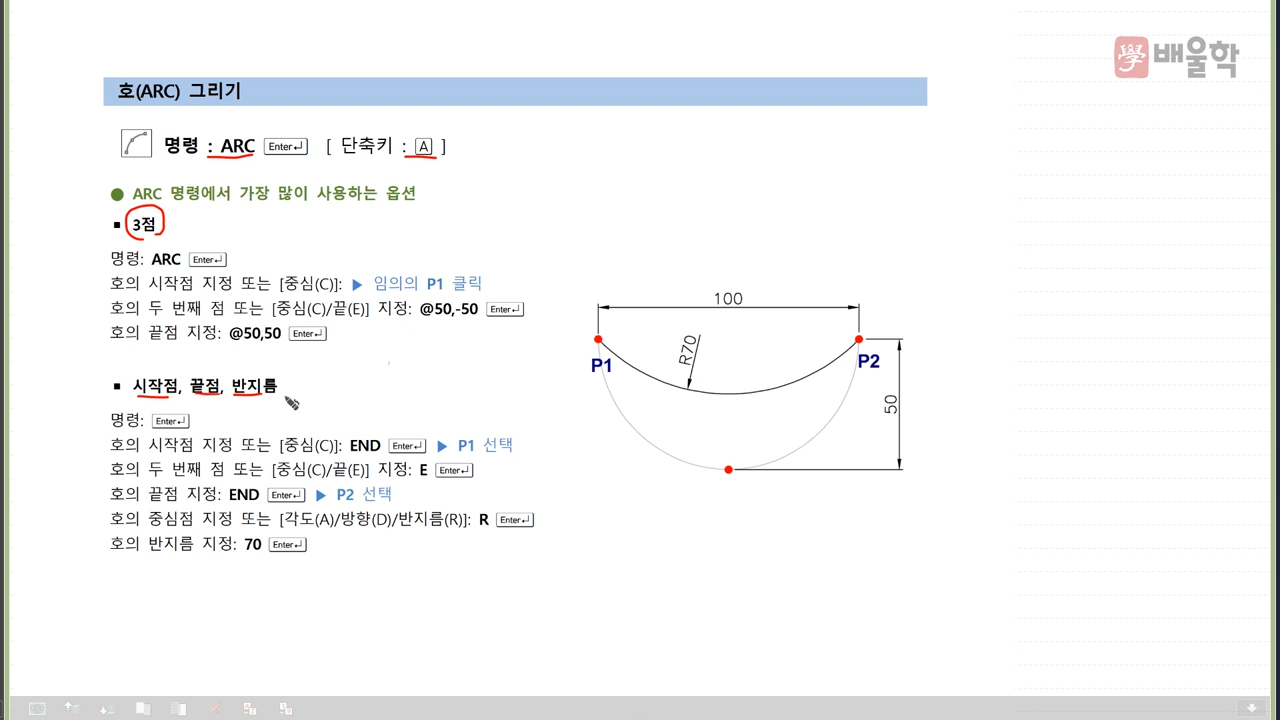 學 배울학
호(ARC) 그리기
명령 : ARC Enter↵ [ 단축키 : A ]
● ARC 명령에서 가장 많이 사용하는 옵션
▪ 3점
명령: ARC Enter↵
호의 시작점 지정 또는 [중심(C)]: ▶ 임의의 P1 클릭
호의 두 번째 점 또는 [중심(C)/끝(E)] 지정: @50,-50 Enter↵
호의 끝점 지정: @50,50 Enter↵
▪ 시작점, 끝점, 반지름
명령: Enter↵
호의 시작점 지정 또는 [중심(C)]: END Enter↵ ▶ P1 선택
호의 두 번째 점 또는 [중심(C)/끝(E)] 지정: E Enter↵
호의 끝점 지정: END Enter↵ ▶ P2 선택
호의 중심점 지정 또는 [각도(A)/방향(D)/반지름(R)]: R Enter↵
호의 반지름 지정: 70 Enter↵
100
R70
P1
P2
50